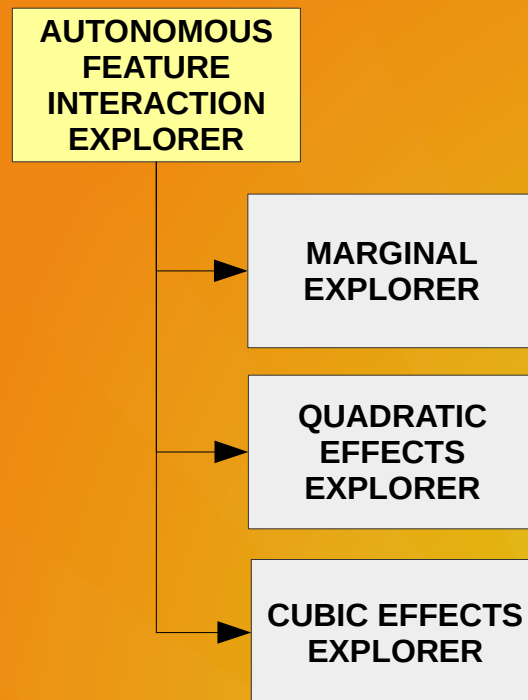 AUTONOMOUS
FEATURE
INTERACTION
EXPLORER
MARGINAL
EXPLORER
QUADRATIC
EFFECTS
EXPLORER
CUBIC EFFECTS
EXPLORER